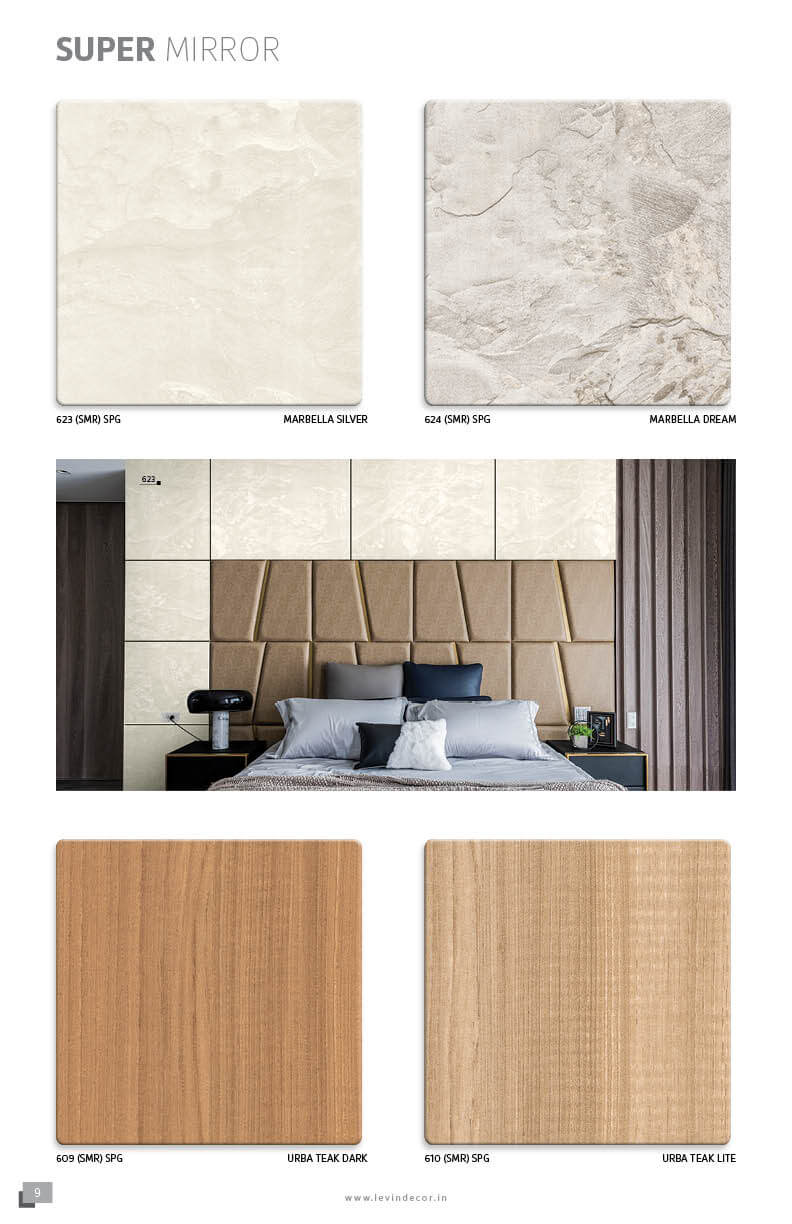 SUPER MIRROR
623 (SMR) SPG MARBELLA SILVER
624 (SMR) SPG MARBELLA DREAM
623
609 (SMR) SPG URBA TEAK DARK
610 (SMR) SPG URBA TEAK LITE
9
www.levindecor.in